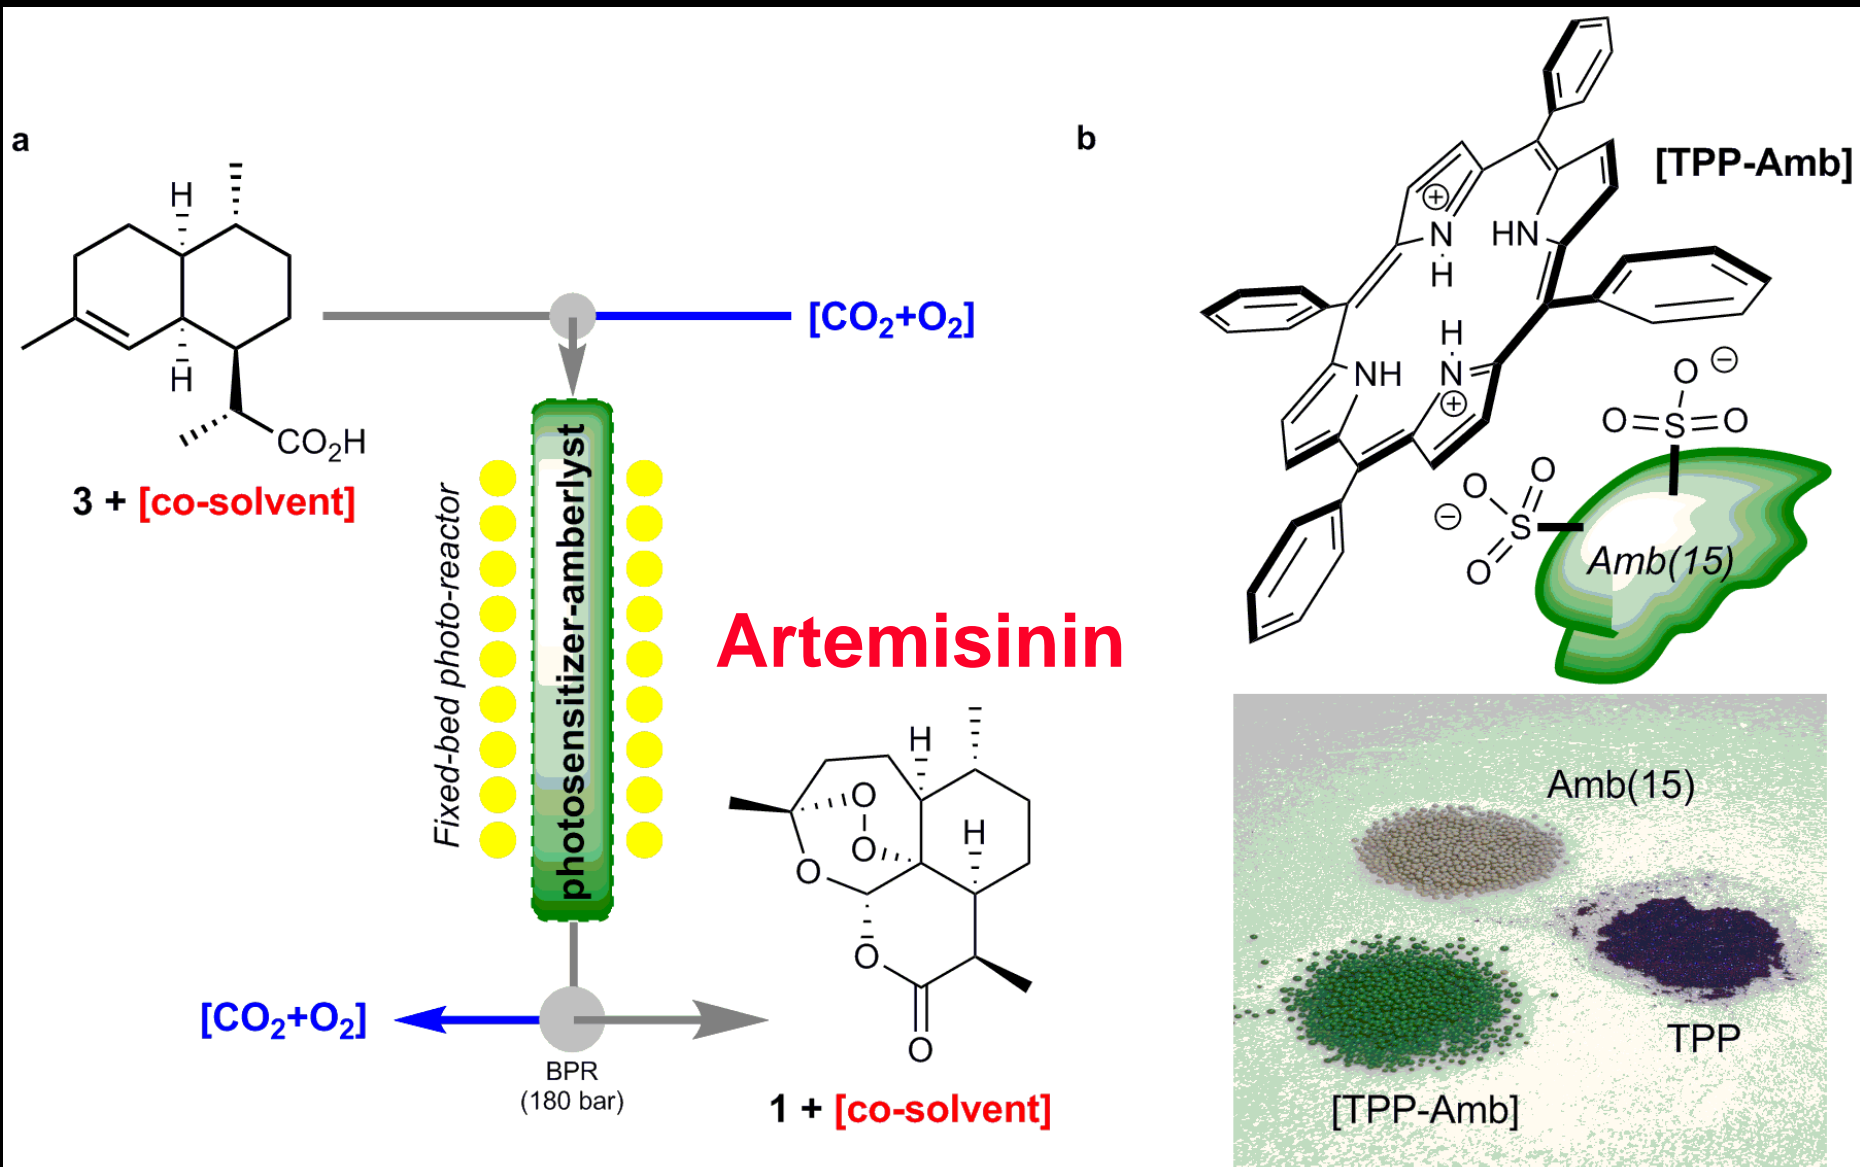 a
H
H
CO2H
3 + [co-solvent]
[CO2+O2]
Fixed-bed photo-reactor
photosensitizer-amberlyst
Artemisinin
H
O
O
H
O
O
O
[CO2+O2]
BPR
(180 bar)
1 + [co-solvent]
b
[TPP-Amb]
+
N
H
HN
H
NH
N
+
O −
O S O
O O
− S
O
Amb(15)
Amb(15)
TPP
[TPP-Amb]